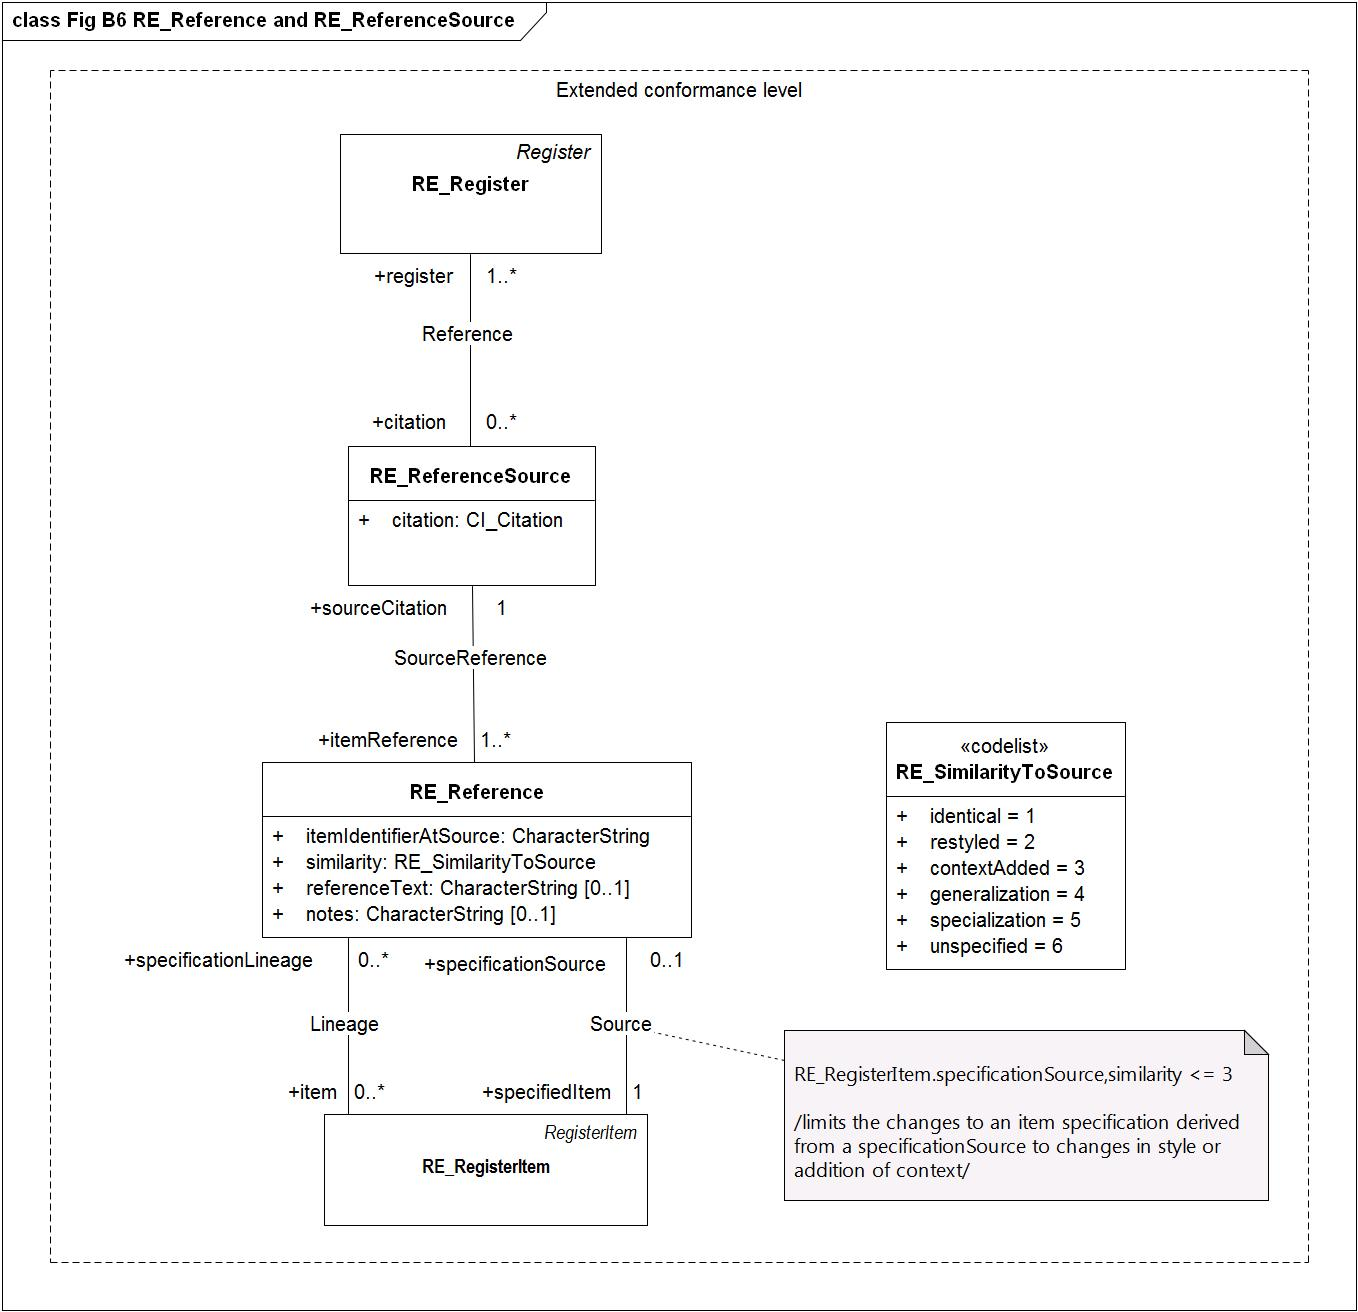 class Fig B6 RE_Reference and RE_ReferenceSource
Extended conformance level
Register
RE_Register
+register 1..*
Reference
+citation 0..*
RE_ReferenceSource
+ citation: CI_Citation
+sourceCitation 1
SourceReference
+itemReference 1..*
RE_Reference
+ itemIdentifierAtSource: CharacterString
+ similarity: RE_SimilarityToSource
+ referenceText: CharacterString [0..1]
+ notes: CharacterString [0..1]
«codelist»
RE_SimilarityToSource
+ identical = 1
+ restyled = 2
+ contextAdded = 3
+ generalization = 4
+ specialization = 5
+ unspecified = 6
+specificationLineage 0..* +specificationSource 0..1
Lineage Source
+item 0..* +specifiedItem 1
RegisterItem
RE_RegisterItem
RE_RegisterItem.specificationSource,similarity <= 3
/limits the changes to an item specification derived
from a specificationSource to changes in style or
addition of context/